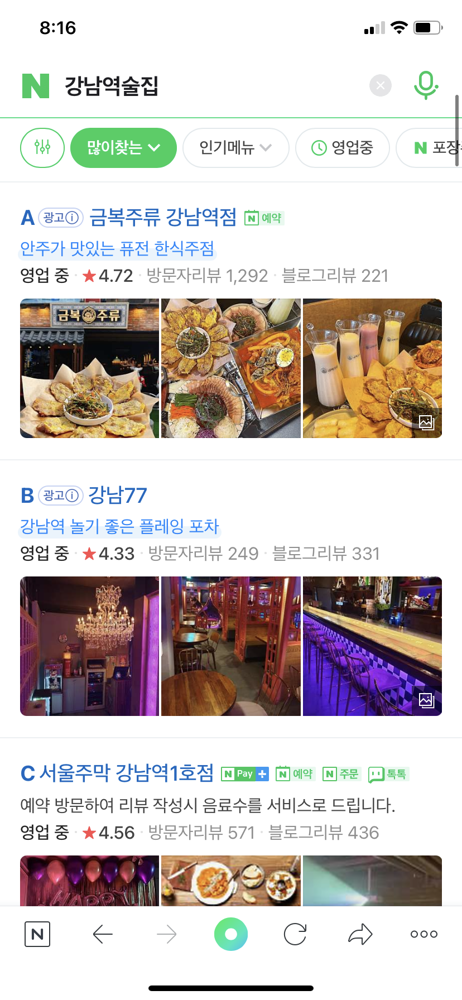 8:16
N 강남역술집
많이찾는 인기메뉴 영업중 N 포장
A 광고 금복주류 강남역점 N 예약
안주가 맛있는 퓨전 한식주점
영업 중 · ★4.72 · 방문자리뷰 1,292 · 블로그리뷰 221
금복 주류
B 광고 강남77
강남역 놀기 좋은 플레잉 포차
영업 중 · ★4.33 · 방문자리뷰 249 · 블로그리뷰 331
C 서울주막 강남역1호점 N Pay + N 예약 N 주문 톡톡
예약 방문하여 리뷰 작성시 음료수를 서비스로 드립니다.
영업 중 · ★4.56 · 방문자리뷰 571 · 블로그리뷰 436
HAPPY
N